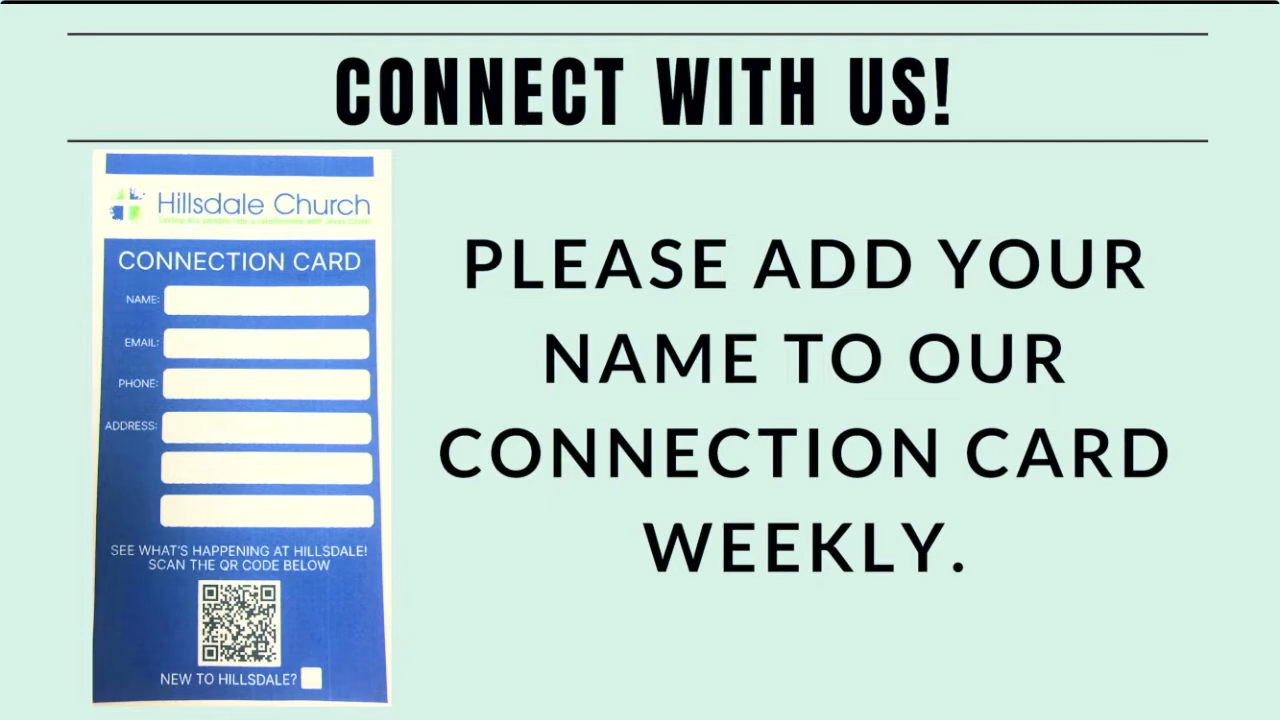 CONNECT WITH US!
Hillsdale Church
CONNECTION CARD
NAME:
EMAIL:
PHONE:
ADDRESS:
SEE WHAT'S HAPPENING AT HILLSDALE!
SCAN THE QR CODE BELOW
NEW TO HILLSDALE?
PLEASE ADD YOUR
NAME TO OUR
CONNECTION CARD
WEEKLY.